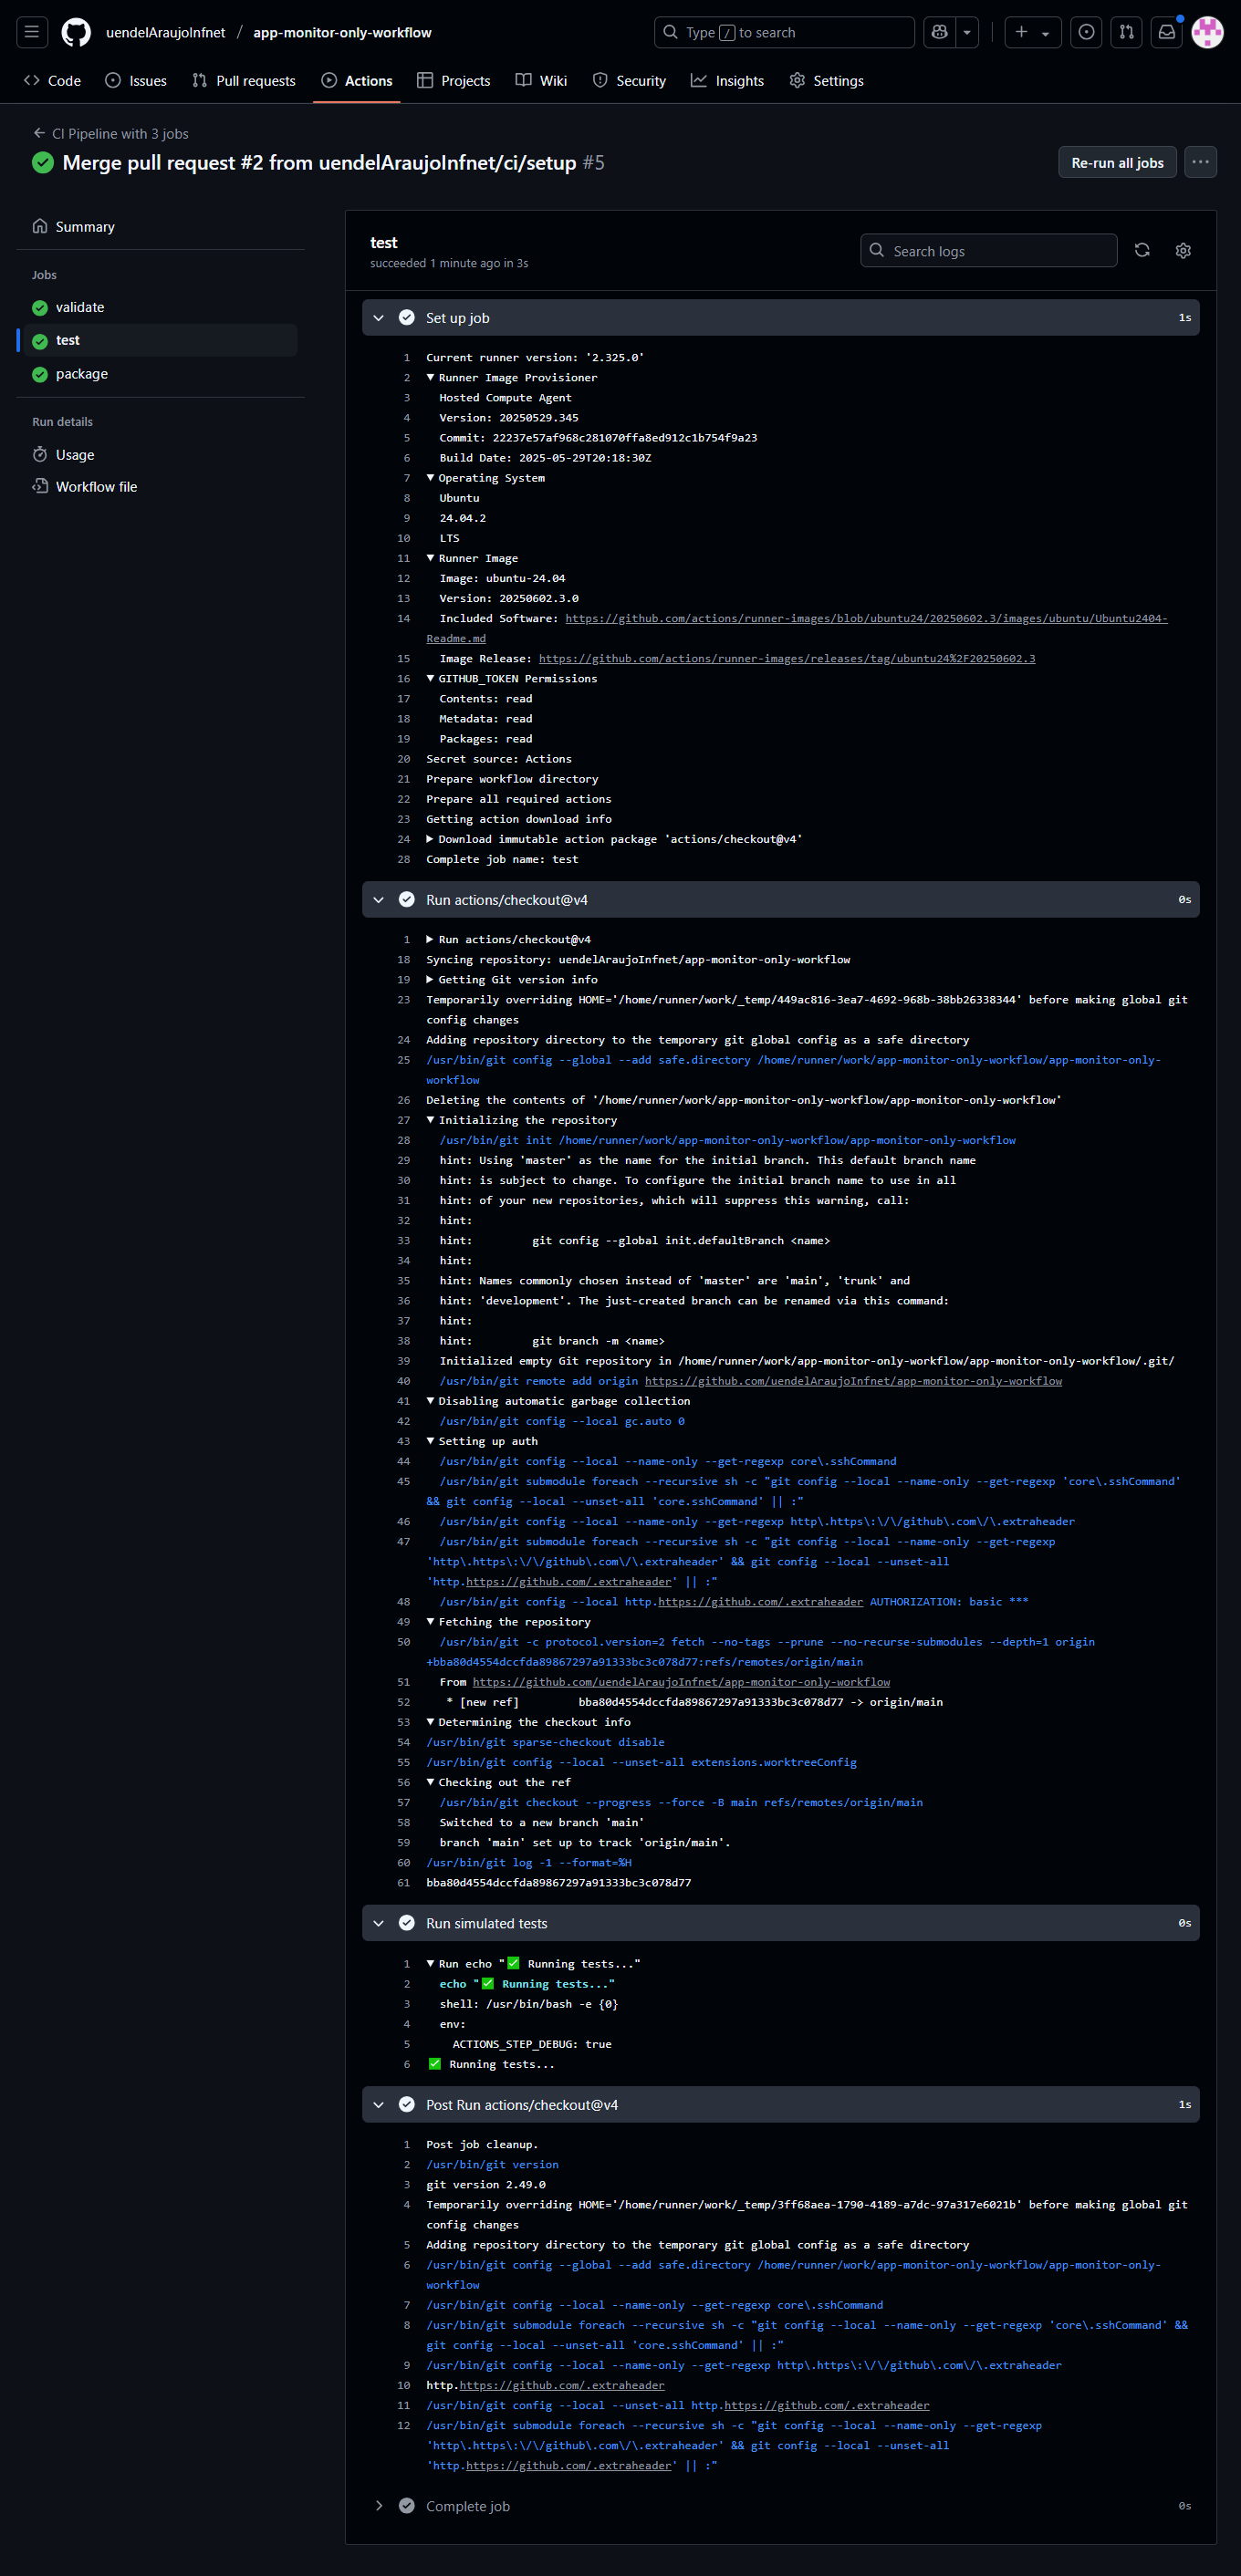 uendelAraujoInfnet / app-monitor-only-workflow
Type / to search
Code Issues Pull requests Actions Projects Wiki Security Insights Settings
CI Pipeline with 3 jobs
Merge pull request #2 from uendelAraujoInfnet/ci/setup #5
Re-run all jobs
Summary
Jobs
validate
test
package
Run details
Usage
Workflow file
test
succeeded 1 minute ago in 3s
Search logs
Set up job 1s
1 Current runner version: '2.325.0'
2 Runner Image Provisioner
3 Hosted Compute Agent
4 Version: 20250529.345
5 Commit: 22237e57af968c281070ffa8ed912c1b754f9a23
6 Build Date: 2025-05-29T20:18:30Z
7 Operating System
8 Ubuntu
9 24.04.2
10 LTS
11 Runner Image
12 Image: ubuntu-24.04
13 Version: 20250602.3.0
14 Included Software: https://github.com/actions/runner-images/blob/ubuntu24/20250602.3/images/ubuntu/Ubuntu2404-
Readme.md
15 Image Release: https://github.com/actions/runner-images/releases/tag/ubuntu24%2F20250602.3
16 GITHUB_TOKEN Permissions
17 Contents: read
18 Metadata: read
19 Packages: read
20 Secret source: Actions
21 Prepare workflow directory
22 Prepare all required actions
23 Getting action download info
24 Download immutable action package 'actions/checkout@v4'
28 Complete job name: test
Run actions/checkout@v4 0s
1 Run actions/checkout@v4
18 Syncing repository: uendelAraujoInfnet/app-monitor-only-workflow
19 Getting Git version info
23 Temporarily overriding HOME='/home/runner/work/_temp/449ac816-3ea7-4692-968b-38bb26338344' before making global git
config changes
24 Adding repository directory to the temporary git global config as a safe directory
25 /usr/bin/git config --global --add safe.directory /home/runner/work/app-monitor-only-workflow/app-monitor-only-
workflow
26 Deleting the contents of '/home/runner/work/app-monitor-only-workflow/app-monitor-only-workflow'
27 Initializing the repository
28 /usr/bin/git init /home/runner/work/app-monitor-only-workflow/app-monitor-only-workflow
29 hint: Using 'master' as the name for the initial branch. This default branch name
30 hint: is subject to change. To configure the initial branch name to use in all
31 hint: of your new repositories, which will suppress this warning, call:
32 hint:
33 hint: git config --global init.defaultBranch <name>
34 hint:
35 hint: Names commonly chosen instead of 'master' are 'main', 'trunk' and
36 hint: 'development'. The just-created branch can be renamed via this command:
37 hint:
38 hint: git branch -m <name>
39 Initialized empty Git repository in /home/runner/work/app-monitor-only-workflow/app-monitor-only-workflow/.git/
40 /usr/bin/git remote add origin https://github.com/uendelAraujoInfnet/app-monitor-only-workflow
41 Disabling automatic garbage collection
42 /usr/bin/git config --local gc.auto 0
43 Setting up auth
44 /usr/bin/git config --local --name-only --get-regexp core\.sshCommand
45 /usr/bin/git submodule foreach --recursive sh -c "git config --local --name-only --get-regexp 'core\.sshCommand'
&& git config --local --unset-all 'core.sshCommand' || :"
46 /usr/bin/git config --local --name-only --get-regexp http\.https\:\/\/github\.com\/\.extraheader
47 /usr/bin/git submodule foreach --recursive sh -c "git config --local --name-only --get-regexp
'http\.https\:\/\/github\.com\/\.extraheader' && git config --local --unset-all
'http.https://github.com/.extraheader' || :"
48 /usr/bin/git config --local http.https://github.com/.extraheader AUTHORIZATION: basic ***
49 Fetching the repository
50 /usr/bin/git -c protocol.version=2 fetch --no-tags --prune --no-recurse-submodules --depth=1 origin
+bba80d4554dccfda89867297a91333bc3c078d77:refs/remotes/origin/main
51 From https://github.com/uendelAraujoInfnet/app-monitor-only-workflow
52 * [new ref] bba80d4554dccfda89867297a91333bc3c078d77 -> origin/main
53 Determining the checkout info
54 /usr/bin/git sparse-checkout disable
55 /usr/bin/git config --local --unset-all extensions.worktreeConfig
56 Checking out the ref
57 /usr/bin/git checkout --progress --force -B main refs/remotes/origin/main
58 Switched to a new branch 'main'
59 branch 'main' set up to track 'origin/main'.
60 /usr/bin/git log -1 --format=%H
61 bba80d4554dccfda89867297a91333bc3c078d77
Run simulated tests 0s
1 Run echo "✅ Running tests..."
2 echo "✅ Running tests..."
3 shell: /usr/bin/bash -e {0}
4 env:
5 ACTIONS_STEP_DEBUG: true
6 ✅ Running tests...
Post Run actions/checkout@v4 1s
1 Post job cleanup.
2 /usr/bin/git version
3 git version 2.49.0
4 Temporarily overriding HOME='/home/runner/work/_temp/3ff68aea-1790-4189-a7dc-97a317e6021b' before making global git
config changes
5 Adding repository directory to the temporary git global config as a safe directory
6 /usr/bin/git config --global --add safe.directory /home/runner/work/app-monitor-only-workflow/app-monitor-only-
workflow
7 /usr/bin/git config --local --name-only --get-regexp core\.sshCommand
8 /usr/bin/git submodule foreach --recursive sh -c "git config --local --name-only --get-regexp 'core\.sshCommand' &&
git config --local --unset-all 'core.sshCommand' || :"
9 /usr/bin/git config --local --name-only --get-regexp http\.https\:\/\/github\.com\/\.extraheader
10 http.https://github.com/.extraheader
11 /usr/bin/git config --local --unset-all http.https://github.com/.extraheader
12 /usr/bin/git submodule foreach --recursive sh -c "git config --local --name-only --get-regexp
'http\.https\:\/\/github\.com\/\.extraheader' && git config --local --unset-all
'http.https://github.com/.extraheader' || :"
Complete job 0s